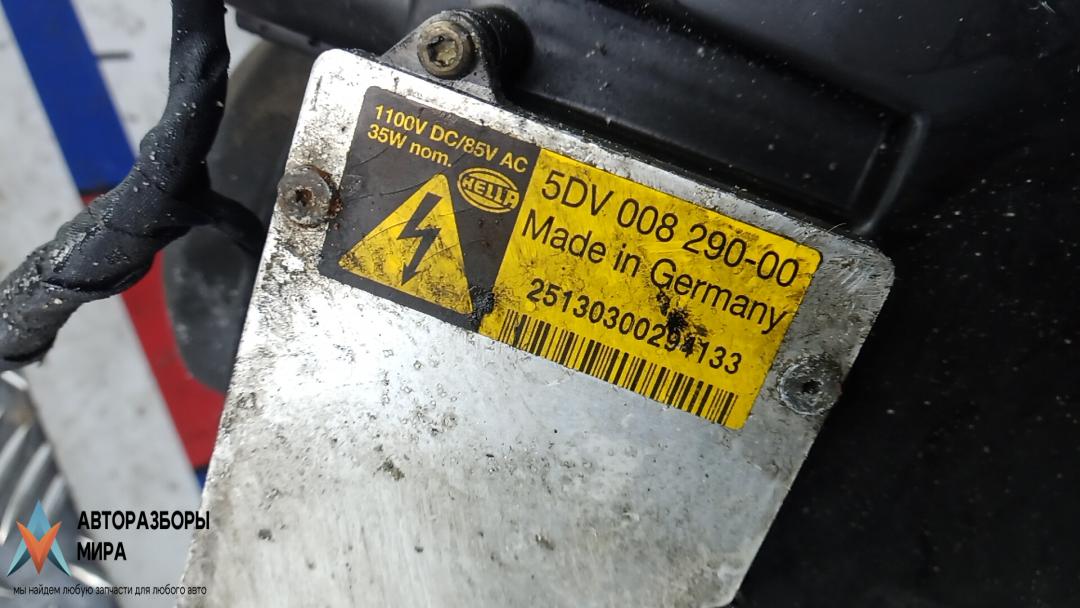 1100V DC/85V AC
35W nom.
HELLA
5DV 008 290-00
Made in Germany
25130300294133
АВТОРАЗБОРЫ
МИРА
мы найдем любую запчасти для любого авто